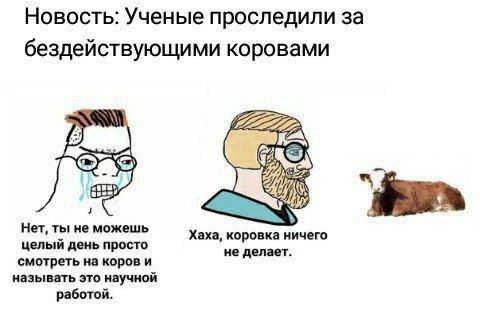 Новость: Ученые проследили за
бездействующими коровами
Нет, ты не можешь
целый день просто
смотреть на коров и
называть это научной
работой.
Хаха, коровка ничего
не делает.